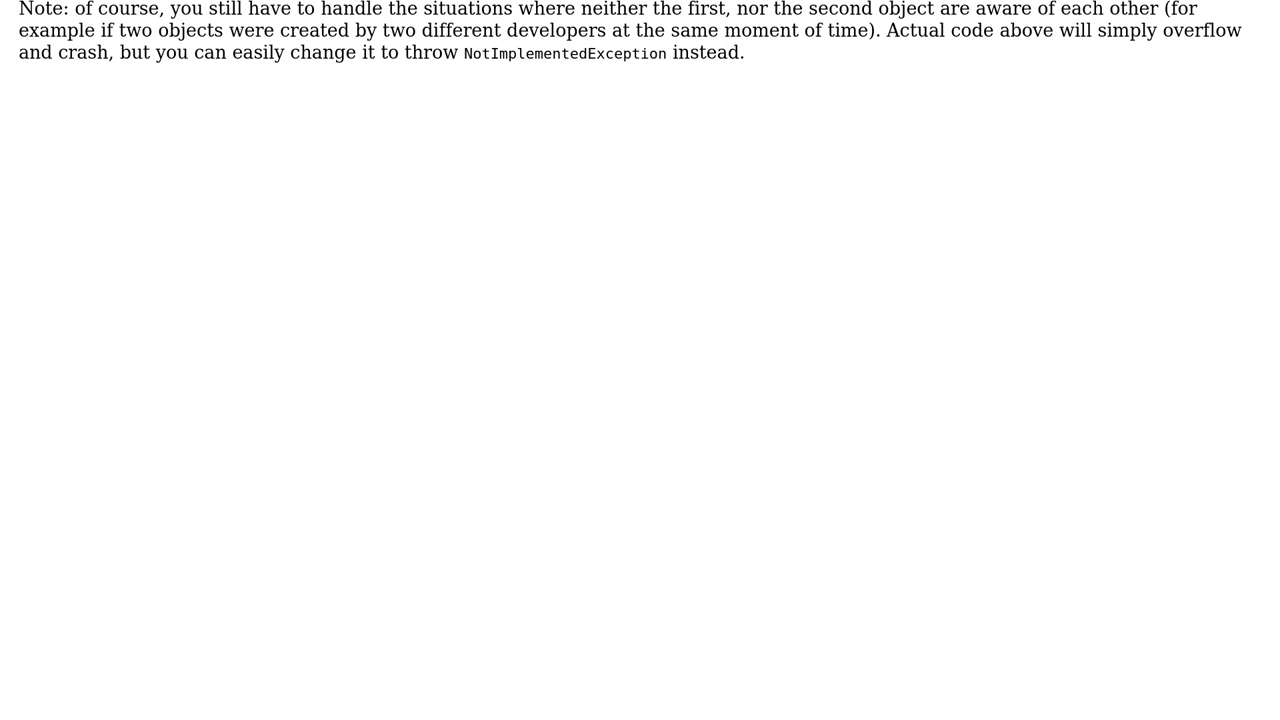 Note: of course, you still have to handle the situations where neither the first, nor the second object are aware of each other (for
example if two objects were created by two different developers at the same moment of time). Actual code above will simply overflow
and crash, but you can easily change it to throw NotImplementedException instead.